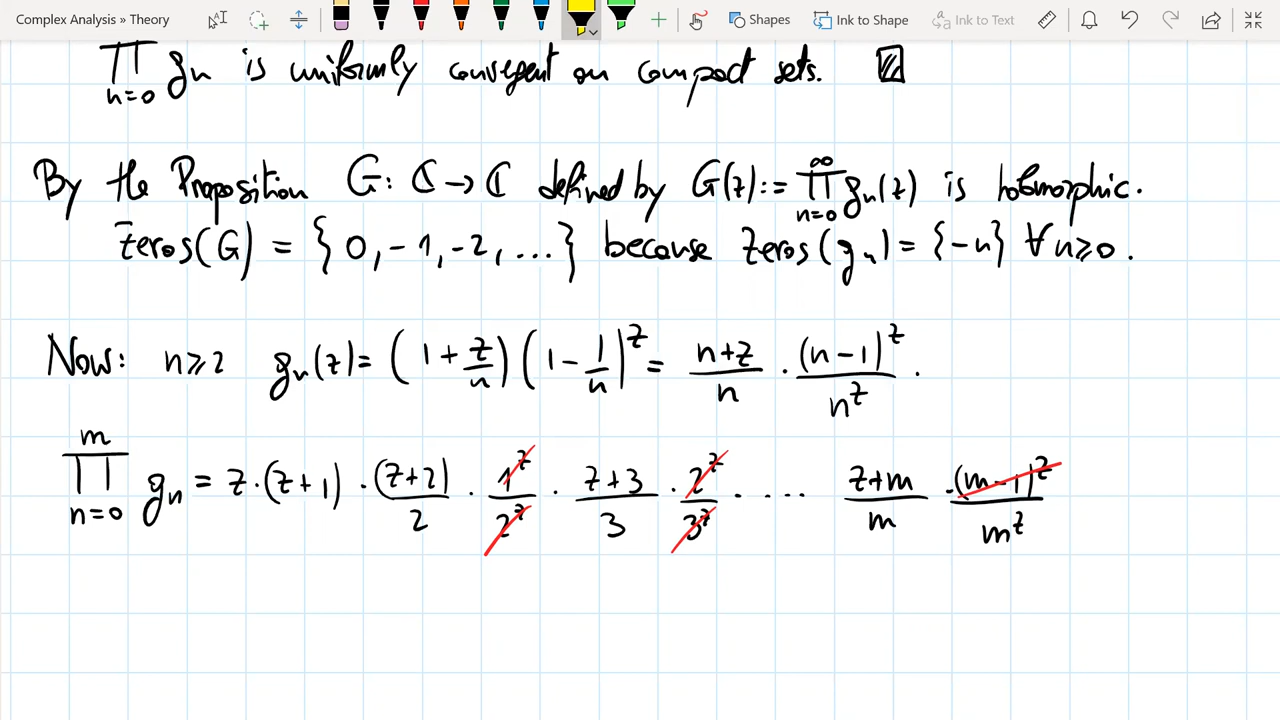 Complex Analysis » Theory Shapes Ink to Shape Ink to Text
∏_{n=0} g_n is uniformly convergent on compact sets.
By the Proposition G: ℂ → ℂ defined by G(z) := ∏_{n=0}^{∞} g_n(z) is holomorphic.
Zeros(G) = {0, -1, -2, ...} because Zeros(g_n) = {-n} ∀ n ≥ 0.
Now: n ≥ 2 g_n(z) = (1 + z/n)(1 - 1/n)^z = (n+z)/n · (n-1)^z/n^z .
∏_{n=0}^{m} g_n = z · (z+1) · (z+2)/2 · 1^z/2^z · (z+3)/3 · 2^z/3^z · .... (z+m)/m · (m-1)^z/m^z